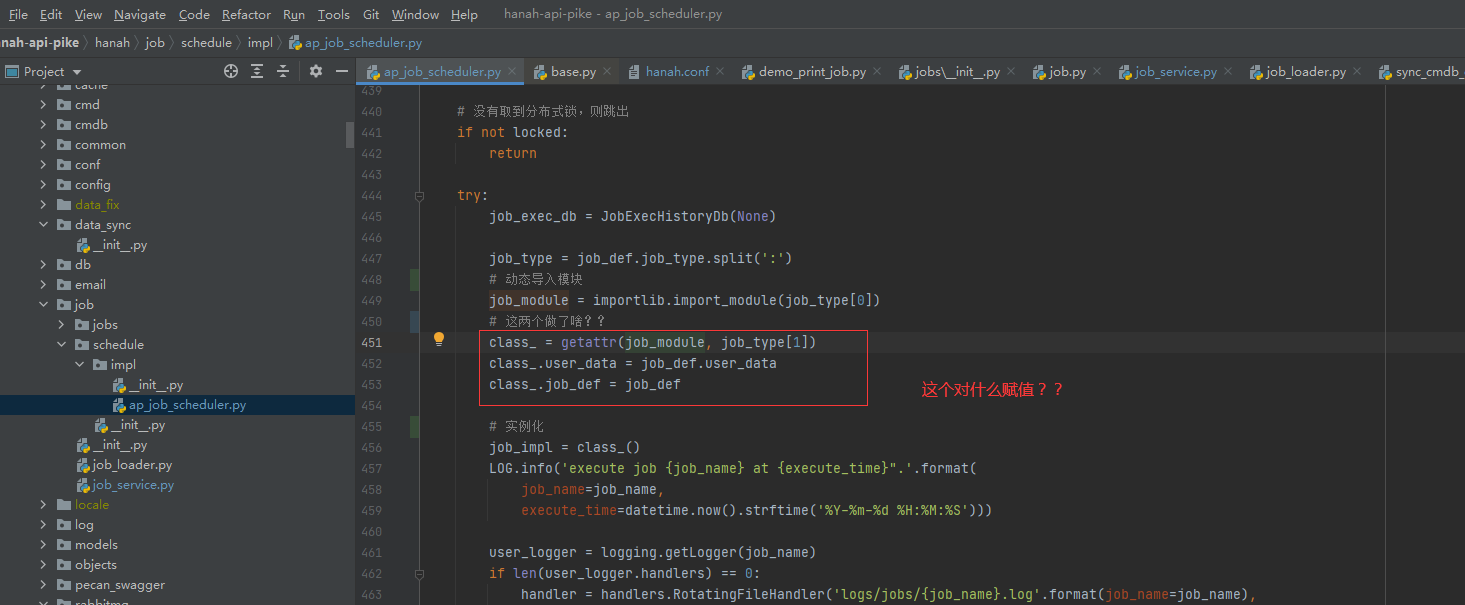 File Edit View Navigate Code Refactor Run Tools Git Window Help hanah-api-pike - ap_job_scheduler.py
nah-api-pike hanah job schedule impl ap_job_scheduler.py
Project ap_job_scheduler.py base.py hanah.conf demo_print_job.py jobs\__init__.py job.py job_service.py job_loader.py sync_cmdb_
cache
cmd
cmdb
common
conf
config
data_fix
data_sync
__init__.py
db
email
job
jobs
schedule
impl
__init__.py
ap_job_scheduler.py
__init__.py
__init__.py
job_loader.py
job_service.py
locale
log
models
objects
pecan_swagger
rabbitmq
439
440 # 没有取到分布式锁，则跳出
441 if not locked:
442 return
443
444 try:
445 job_exec_db = JobExecHistoryDb(None)
446
447 job_type = job_def.job_type.split(':')
448 # 动态导入模块
449 job_module = importlib.import_module(job_type[0])
450 # 这两个做了啥？？
451 class_ = getattr(job_module, job_type[1])
452 class_.user_data = job_def.user_data
453 class_.job_def = job_def
454
455 # 实例化
456 job_impl = class_()
457 LOG.info('execute job {job_name} at {execute_time}".'.format(
458 job_name=job_name,
459 execute_time=datetime.now().strftime('%Y-%m-%d %H:%M:%S')))
460
461 user_logger = logging.getLogger(job_name)
462 if len(user_logger.handlers) == 0:
463 handler = handlers.RotatingFileHandler('logs/jobs/{job_name}.log'.format(job_name=job_name),
这个对什么赋值？？